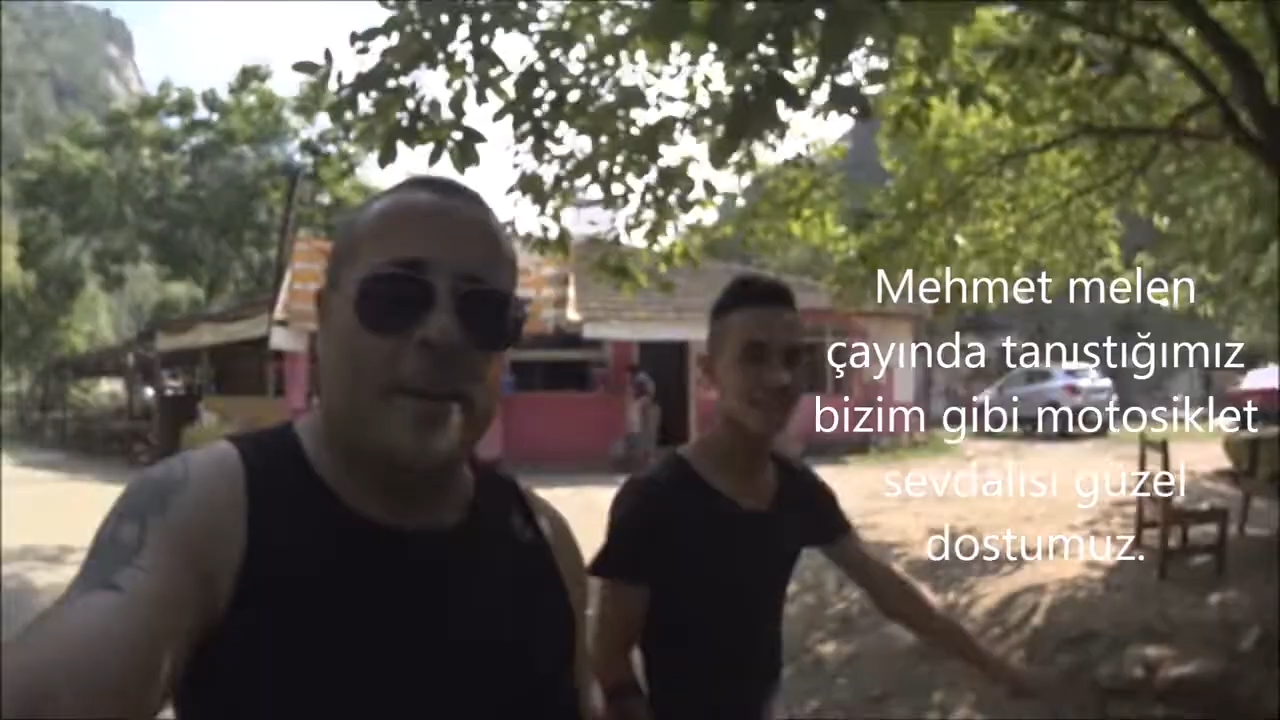 Mehmet melen
çayında tanıştığımız
bizim gibi motosiklet
sevdalısı güzel
dostumuz.